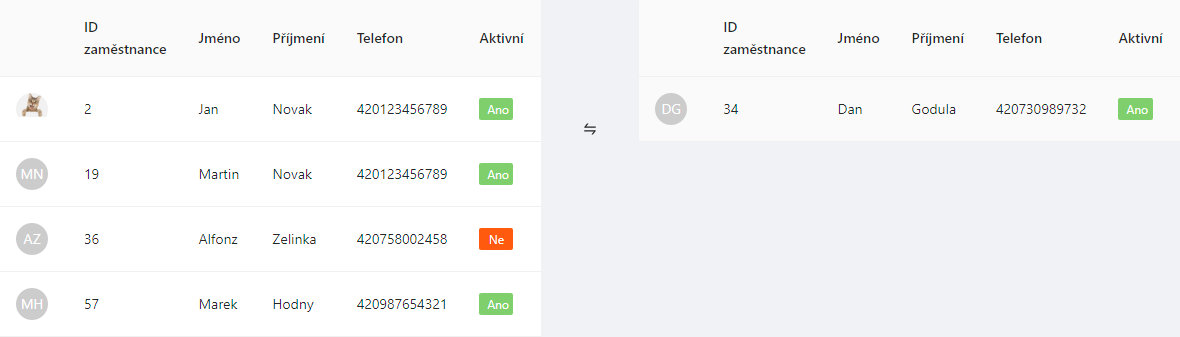 ID zaměstnance Jméno Příjmení Telefon Aktivní
2 Jan Novak 420123456789 Ano
MN 19 Martin Novak 420123456789 Ano
AZ 36 Alfonz Zelinka 420758002458 Ne
MH 57 Marek Hodny 420987654321 Ano
ID zaměstnance Jméno Příjmení Telefon Aktivní
DG 34 Dan Godula 420730989732 Ano